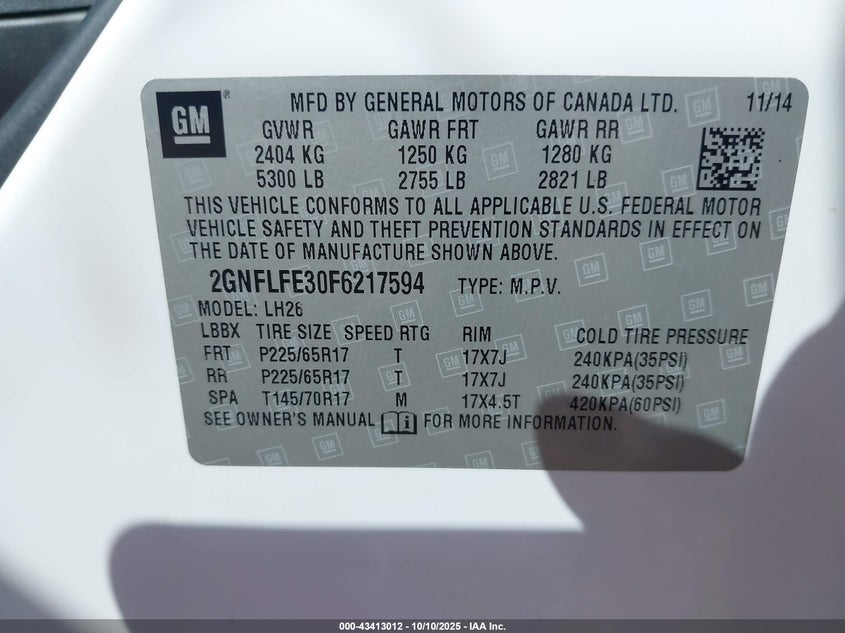 GM
MFD BY GENERAL MOTORS OF CANADA LTD. 11/14
GVWR GAWR FRT GAWR RR
2404 KG 1250 KG 1280 KG
5300 LB 2755 LB 2821 LB
THIS VEHICLE CONFORMS TO ALL APPLICABLE U.S. FEDERAL MOTOR
VEHICLE SAFETY AND THEFT PREVENTION STANDARDS IN EFFECT ON
THE DATE OF MANUFACTURE SHOWN ABOVE.
2GNFLFE30F6217594 TYPE: M.P.V.
MODEL: LH26
LBBX TIRE SIZE SPEED RTG RIM COLD TIRE PRESSURE
FRT P225/65R17 T 17X7J 240KPA(35PSI)
RR P225/65R17 T 17X7J 240KPA(35PSI)
SPA T145/70R17 M 17X4.5T 420KPA(60PSI)
SEE OWNER'S MANUAL FOR MORE INFORMATION.
000-43413012 - 10/10/2025 - IAA Inc.